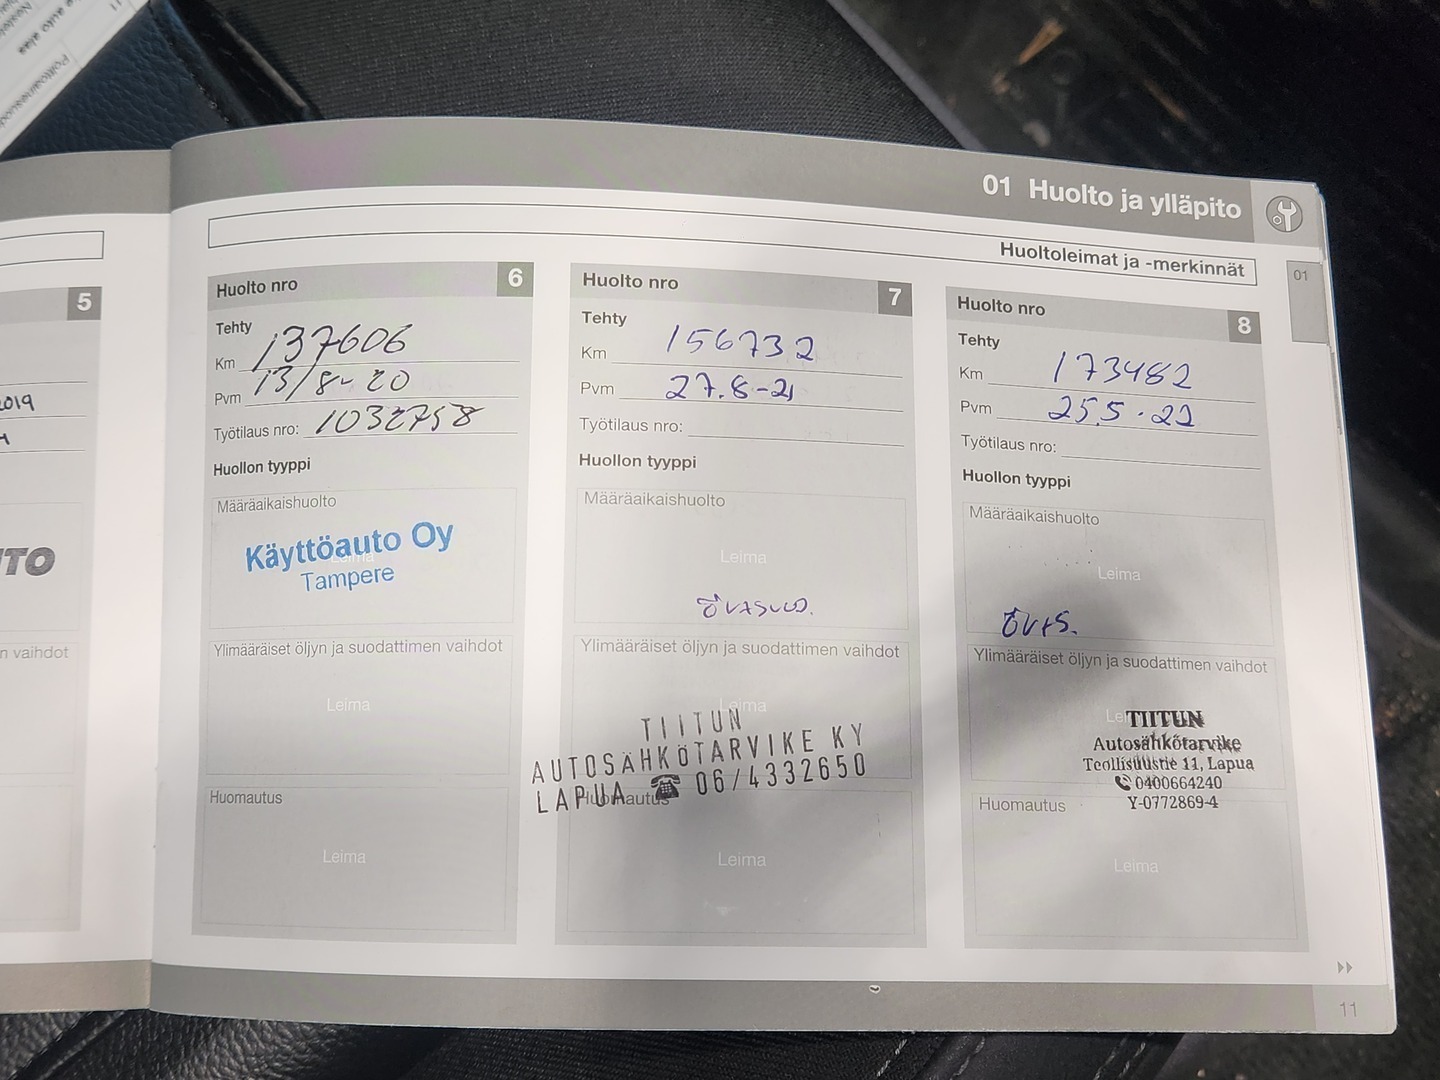 01 Huolto ja ylläpito
Huoltoleimat ja -merkinnät
01
5
2019
UTO
n vaihdot
Huolto nro 6
Tehty
Km 137606
Pvm 13/8-20
Työtilaus nro: 1032758
Huollon tyyppi
Määräaikaishuolto
Leima
Käyttöauto Oy
Tampere
Ylimääräiset öljyn ja suodattimen vaihdot
Leima
Huomautus
Leima
Huolto nro 7
Tehty
Km 156732
Pvm 27.8-21
Työtilaus nro:
Huollon tyyppi
Määräaikaishuolto
Leima
Ylimääräiset öljyn ja suodattimen vaihdot
Leima
TIITUN
AUTOSÄHKÖTARVIKE KY
LAPUA ☎ 06/4332650
Huomautus
Leima
Huolto nro 8
Tehty
Km 173482
Pvm 25.5.-22
Työtilaus nro:
Huollon tyyppi
Määräaikaishuolto
Leima
Ylimääräiset öljyn ja suodattimen vaihdot
TIITUN
Autosähkötarvike
Teollisuustie 11, Lapua
0400664240
Y-0772869-4
Huomautus
Leima
11